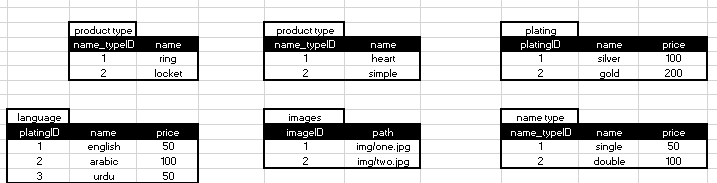 product type product type plating
name_typeID name name_typeID name platingID name price
1 ring 1 heart 1 silver 100
2 locket 2 simple 2 gold 200
language images name type
platingID name price imageID path name_typeID name price
1 english 50 1 img/one.jpg 1 single 50
2 arabic 100 2 img/two.jpg 2 double 100
3 urdu 50